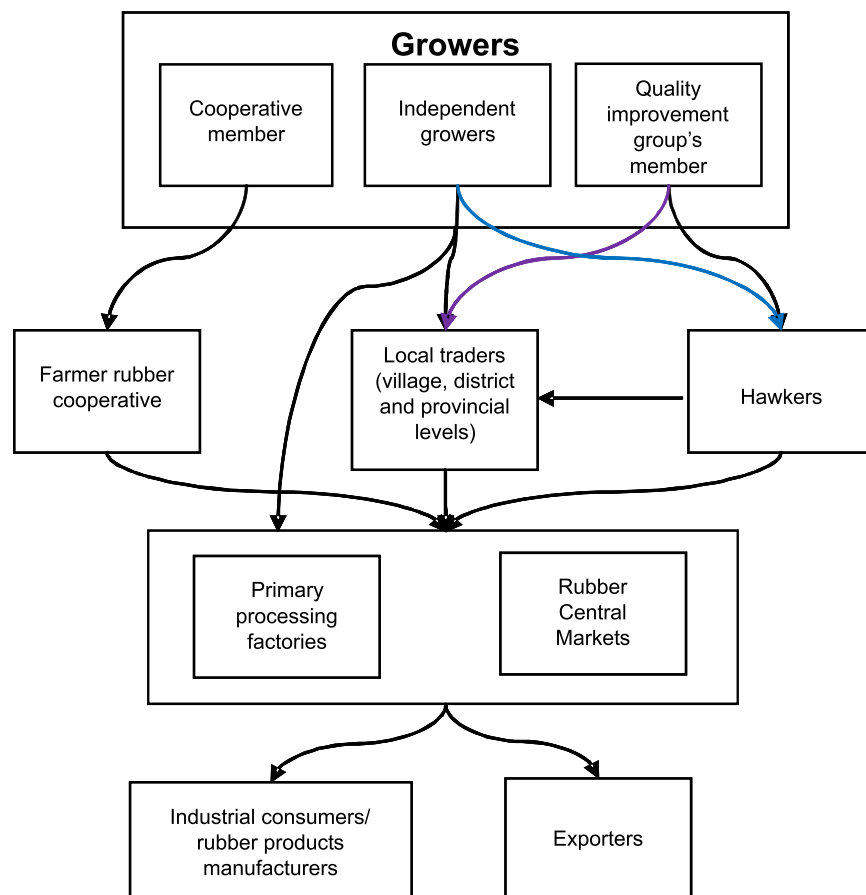 Growers
Cooperative
member
Independent
growers
Quality
improvement
group's
member
Farmer rubber
cooperative
Local traders
(village, district
and provincial
levels)
Hawkers
Primary
processing
factories
Rubber
Central
Markets
Industrial consumers/
rubber products
manufacturers
Exporters